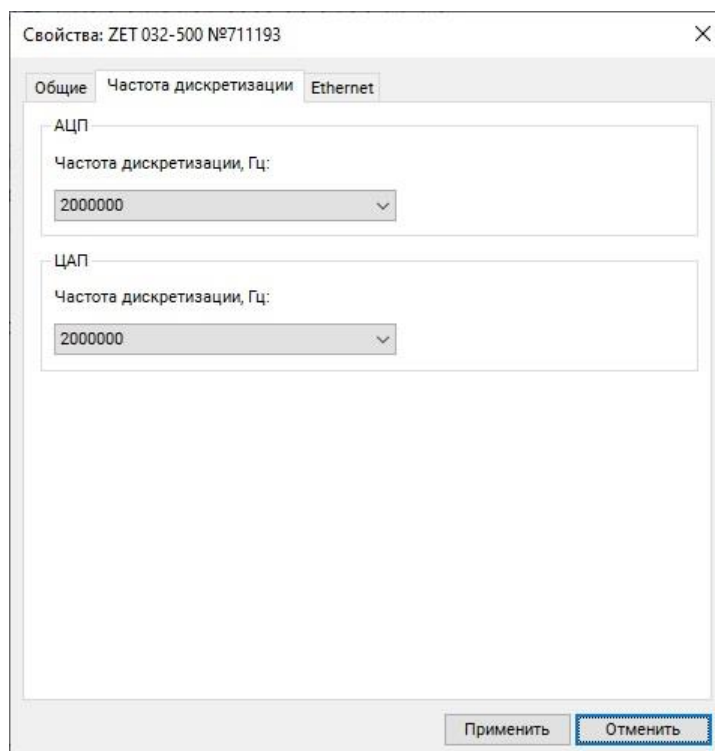 Свойства: ZET 032-500 №711193
Общие Частота дискретизации Ethernet
АЦП
Частота дискретизации, Гц:
2000000
ЦАП
Частота дискретизации, Гц:
2000000
Применить Отменить